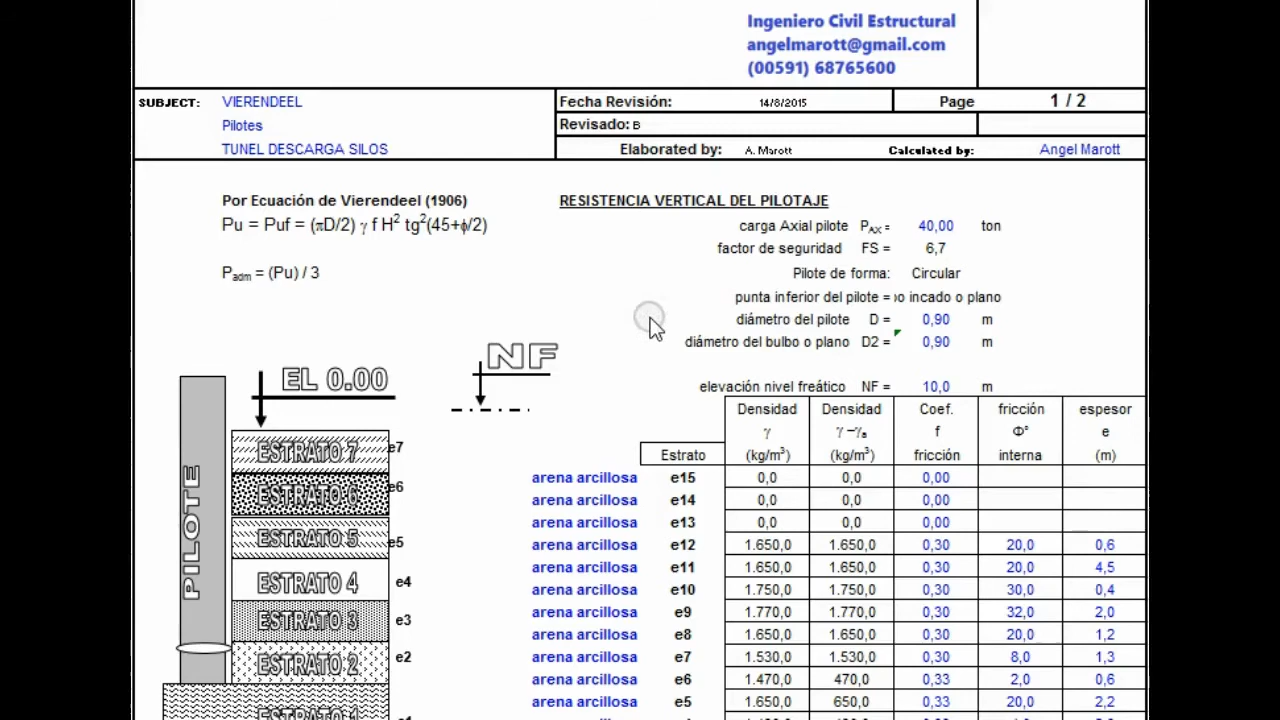 Ingeniero Civil Estructural
angelmarott@gmail.com
(00591) 68765600
SUBJECT: VIERENDEEL
Pilotes
TUNEL DESCARGA SILOS
Fecha Revisión: 14/8/2015 Page 1 / 2
Revisado: B
Elaborated by: A. Marott Calculated by: Angel Marott
Por Ecuación de Vierendeel (1906)
Pu = Puf = (πD/2) γ f H² tg²(45+ϕ/2)
Padm = (Pu) / 3
RESISTENCIA VERTICAL DEL PILOTAJE
carga Axial pilote PAX = 40,00 ton
factor de seguridad FS = 6,7
Pilote de forma: Circular
punta inferior del pilote = incado o plano
diámetro del pilote D = 0,90 m
diámetro del bulbo o plano D2 = 0,90 m
elevación nivel freático NF = 10,0 m
EL 0.00
NF
PILOTE
ESTRATO 7 e7
ESTRATO 6 e6
ESTRATO 5 e5
ESTRATO 4 e4
ESTRATO 3 e3
ESTRATO 2 e2
ESTRATO 1
Densidad Densidad Coef. fricción espesor
γ γ –γa f Φ° e
Estrato (kg/m³) (kg/m³) fricción interna (m)
arena arcillosa e15 0,0 0,0 0,00
arena arcillosa e14 0,0 0,0 0,00
arena arcillosa e13 0,0 0,0 0,00
arena arcillosa e12 1.650,0 1.650,0 0,30 20,0 0,6
arena arcillosa e11 1.650,0 1.650,0 0,30 20,0 4,5
arena arcillosa e10 1.750,0 1.750,0 0,30 30,0 0,4
arena arcillosa e9 1.770,0 1.770,0 0,30 32,0 2,0
arena arcillosa e8 1.650,0 1.650,0 0,30 20,0 1,2
arena arcillosa e7 1.530,0 1.530,0 0,30 8,0 1,3
arena arcillosa e6 1.470,0 470,0 0,33 2,0 0,6
arena arcillosa e5 1.650,0 650,0 0,33 20,0 2,2